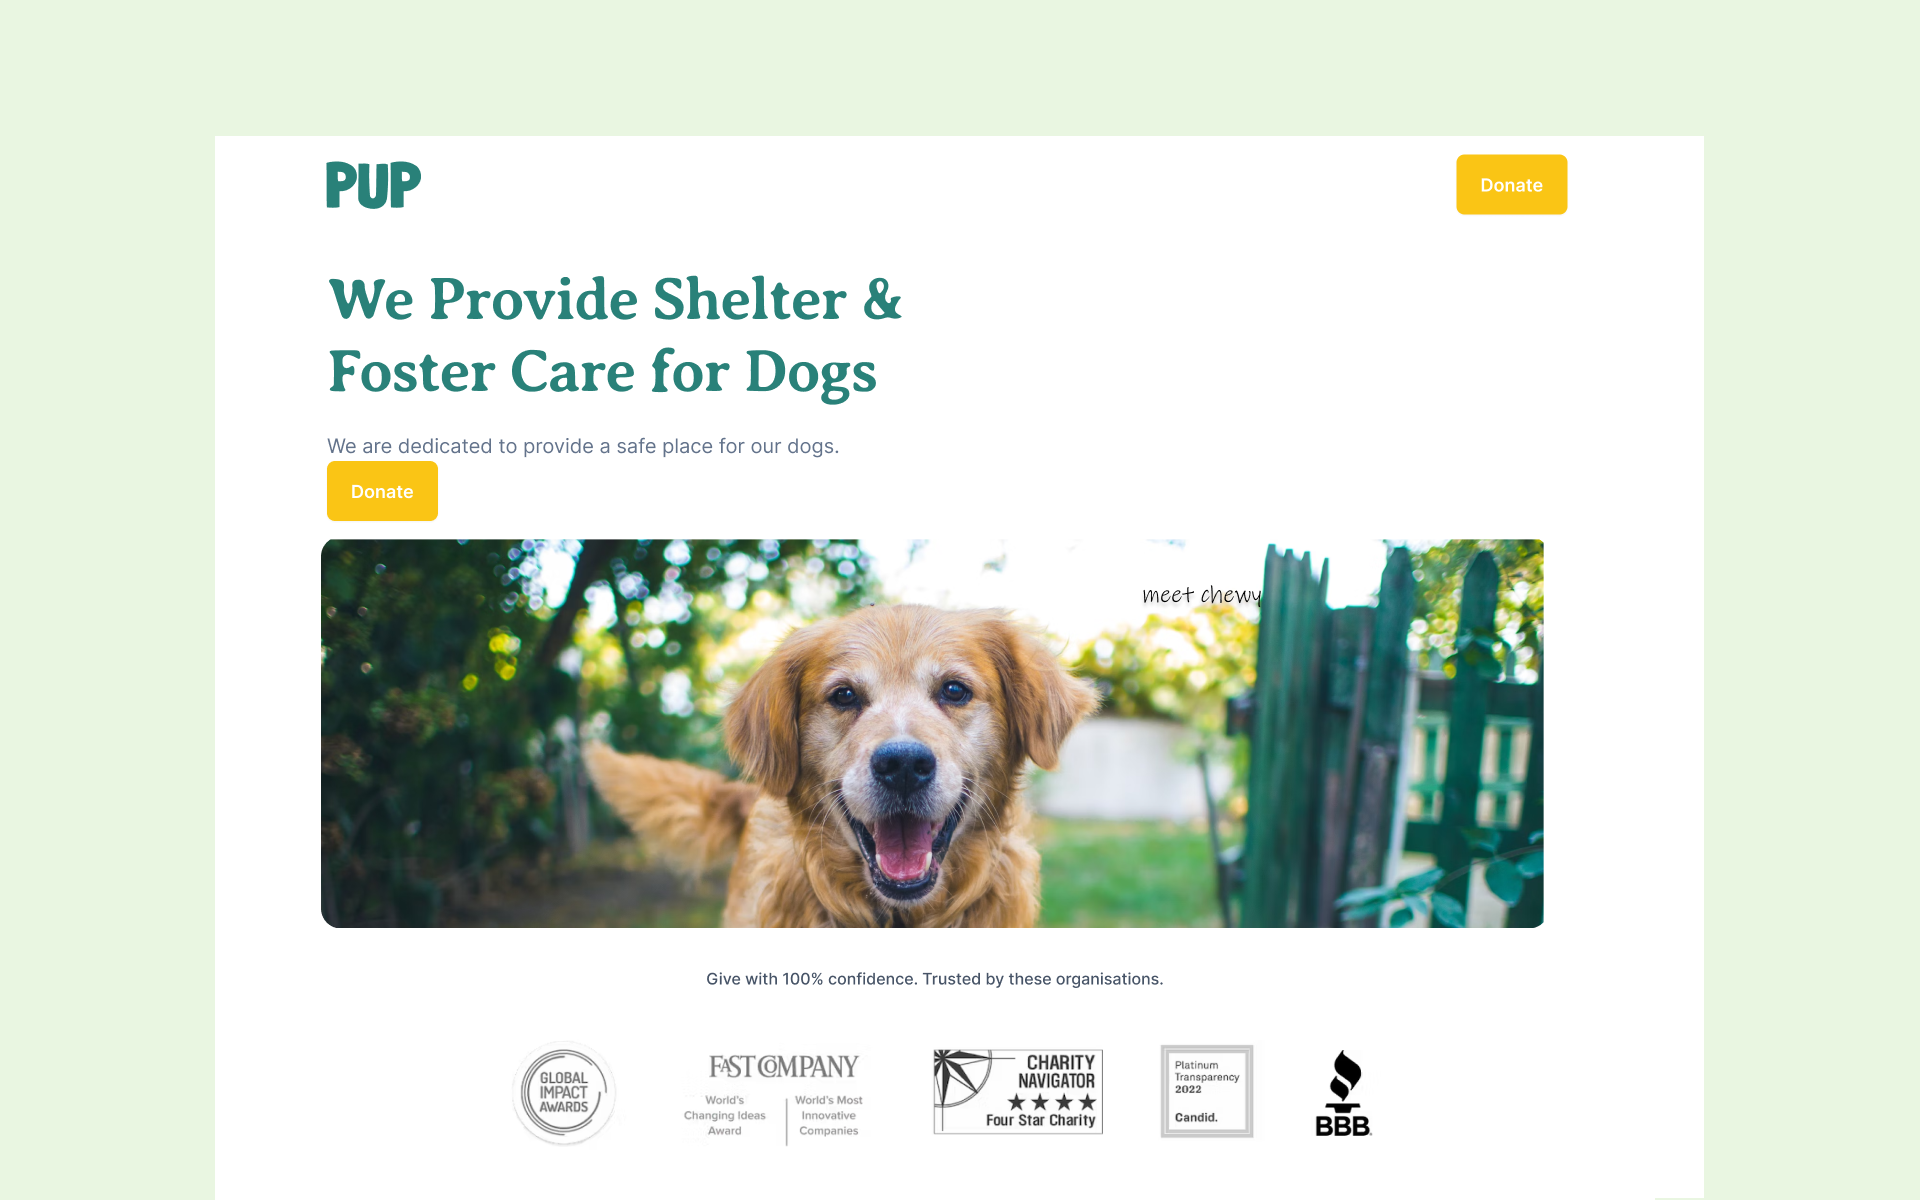 PUP
Donate
We Provide Shelter &
Foster Care for Dogs
We are dedicated to provide a safe place for our dogs.
Donate
meet chewy
Give with 100% confidence. Trusted by these organisations.
GLOBAL
IMPACT
AWARDS
FAST COMPANY
World's
Changing Ideas
Award
World's Most
Innovative
Companies
CHARITY
NAVIGATOR
★★★★
Four Star Charity
Platinum
Transparency
2022
Candid.
BBB